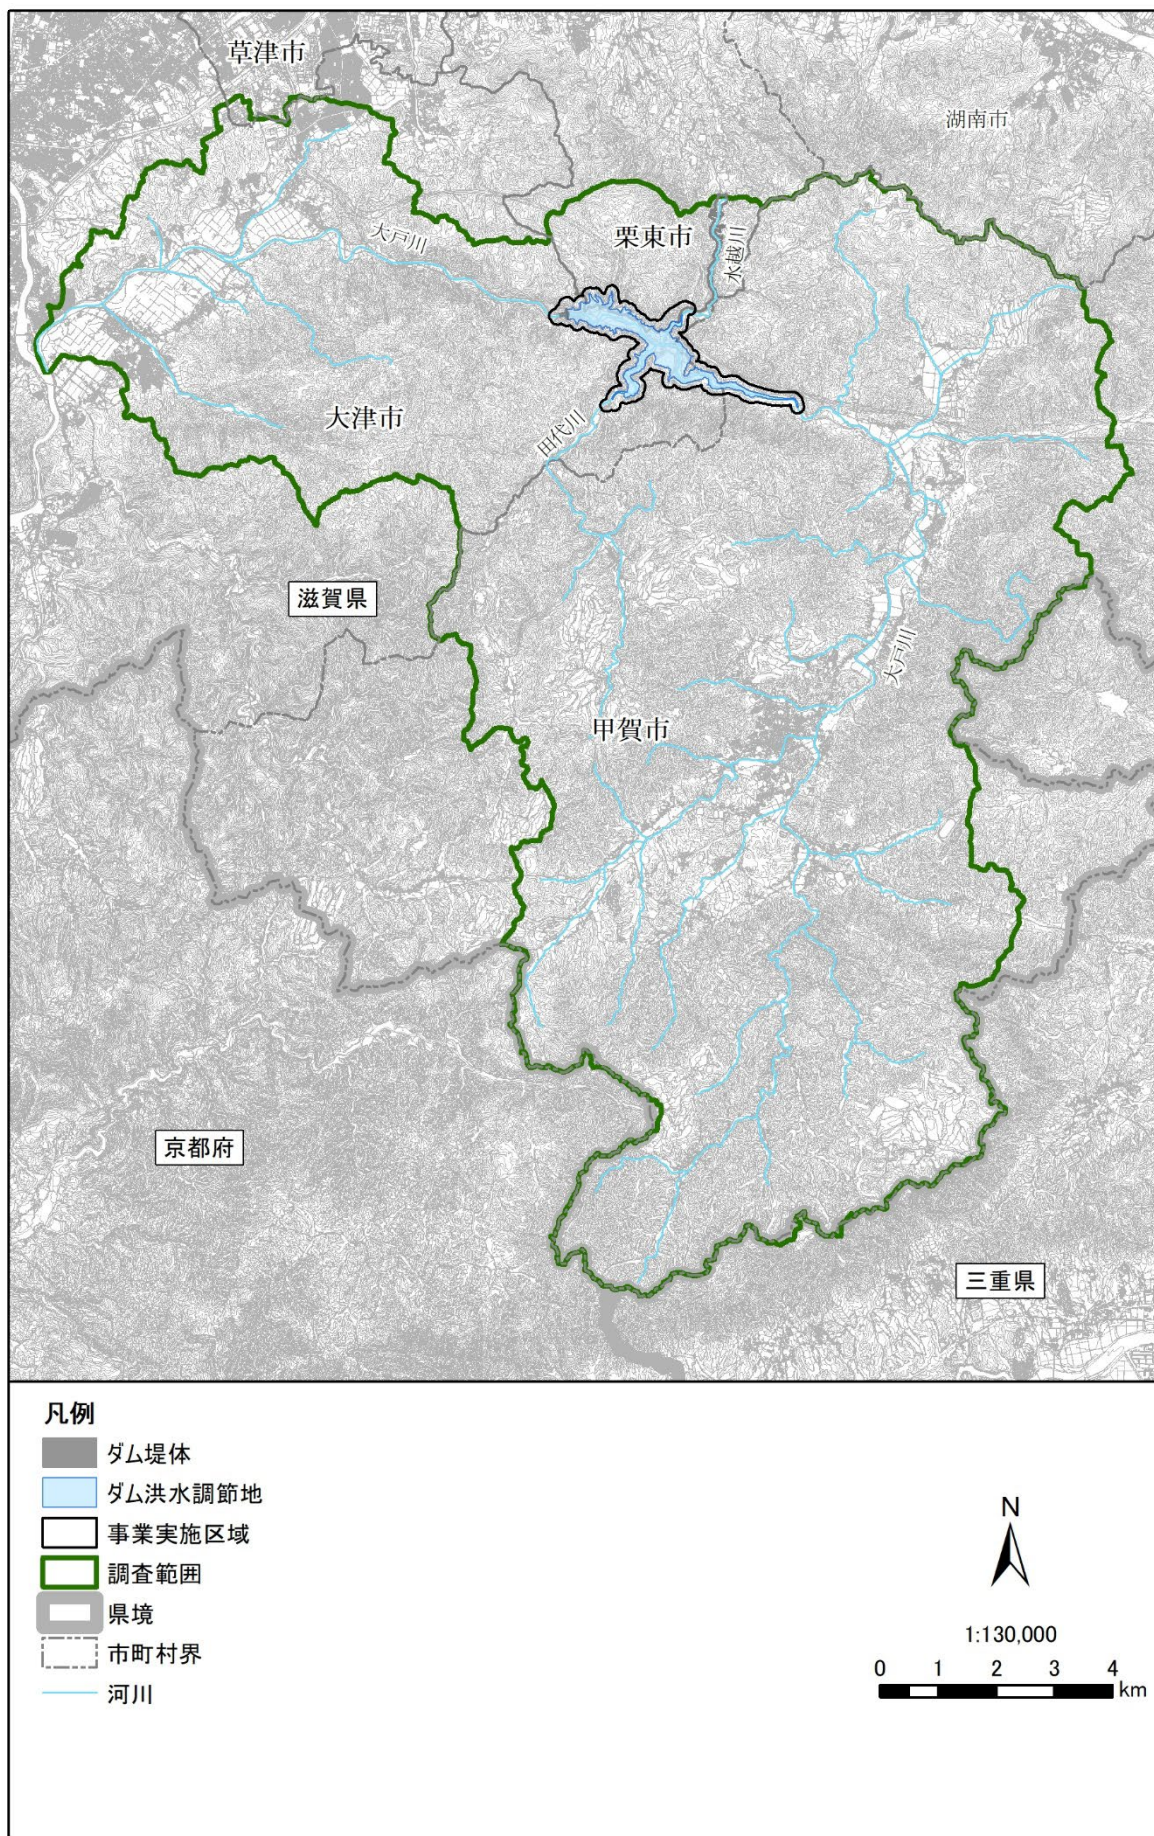 草津市
湖南市
栗東市
大戸川
水越川
大津市
田代川
滋賀県
大戸川
甲賀市
京都府
三重県
凡例
ダム堤体
ダム洪水調節地
事業実施区域
調査範囲
県境
市町村界
河川
N
1:130,000
0 1 2 3 4
km